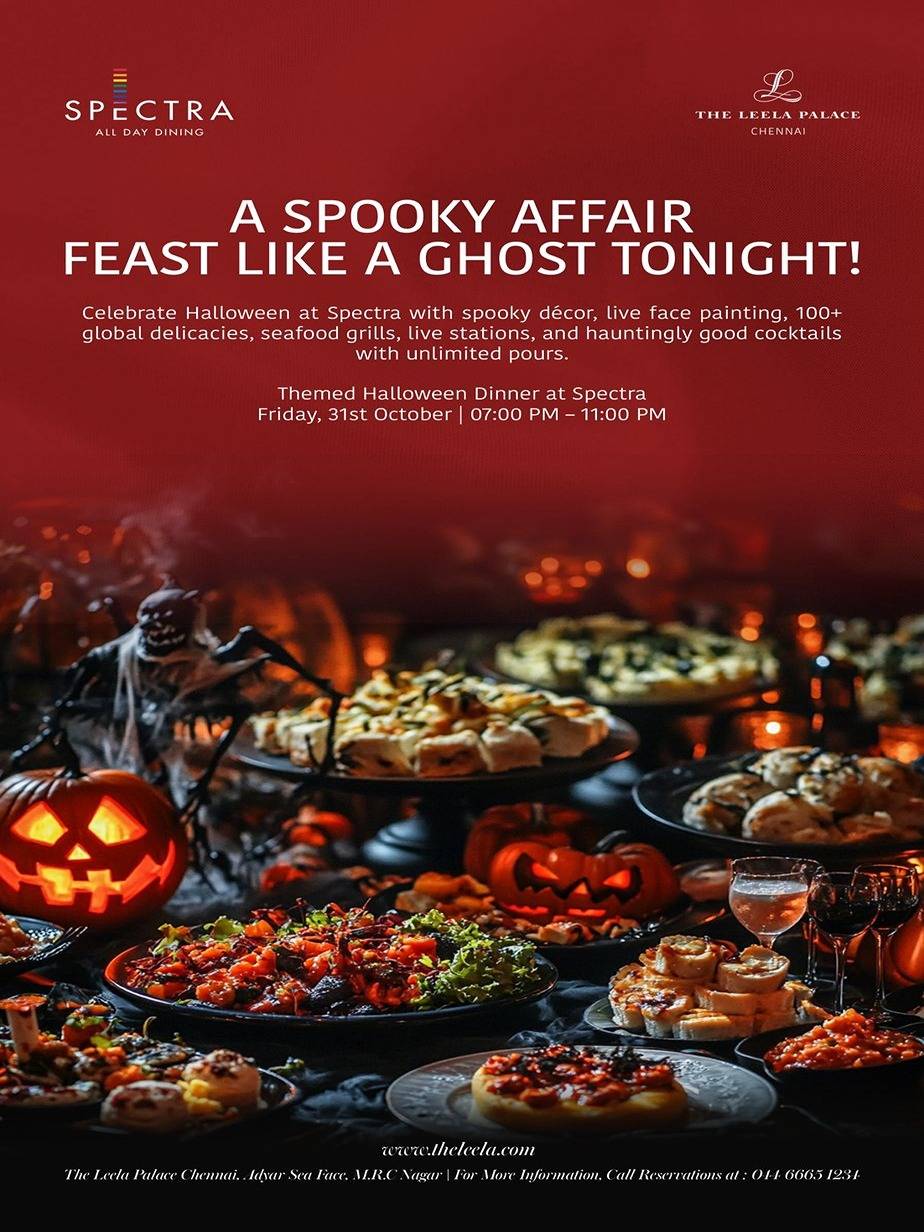 SPECTRA
ALL DAY DINING
THE LEELA PALACE
CHENNAI
A SPOOKY AFFAIR
FEAST LIKE A GHOST TONIGHT!
Celebrate Halloween at Spectra with spooky décor, live face painting, 100+
global delicacies, seafood grills, live stations, and hauntingly good cocktails
with unlimited pours.
Themed Halloween Dinner at Spectra
Friday, 31st October | 07:00 PM – 11:00 PM
www.theleela.com
The Leela Palace Chennai, Adyar Sea Face, M.R.C Nagar | For More Information, Call Reservations at : 044 6665 1234